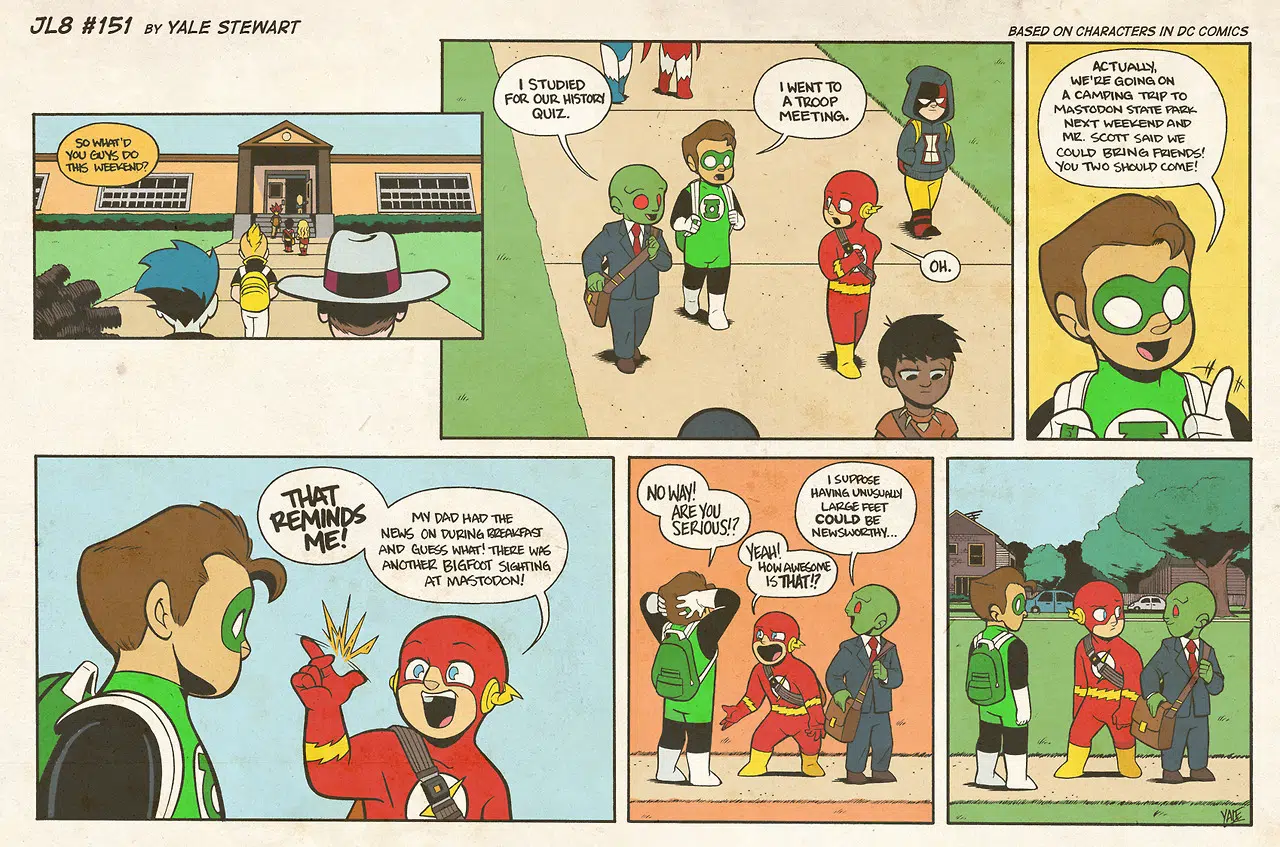 JL8 #151 BY YALE STEWART
BASED ON CHARACTERS IN DC COMICS
SO WHAT'D
YOU GUYS DO
THIS WEEKEND?
I STUDIED
FOR OUR HISTORY
QUIZ.
I WENT TO
A TROOP
MEETING.
OH.
ACTUALLY,
WE'RE GOING ON
A CAMPING TRIP TO
MASTODON STATE PARK
NEXT WEEKEND AND
MR. SCOTT SAID WE
COULD BRING FRIENDS!
YOU TWO SHOULD COME!
THAT
REMINDS
ME!
MY DAD HAD THE
NEWS ON DURING BREAKFAST
AND GUESS WHAT! THERE WAS
ANOTHER BIGFOOT SIGHTING
AT MASTODON!
NO WAY!
ARE YOU
SERIOUS!?
YEAH!
HOW AWESOME
IS THAT!?
I SUPPOSE
HAVING UNUSUALLY
LARGE FEET
COULD BE
NEWSWORTHY...
YALE